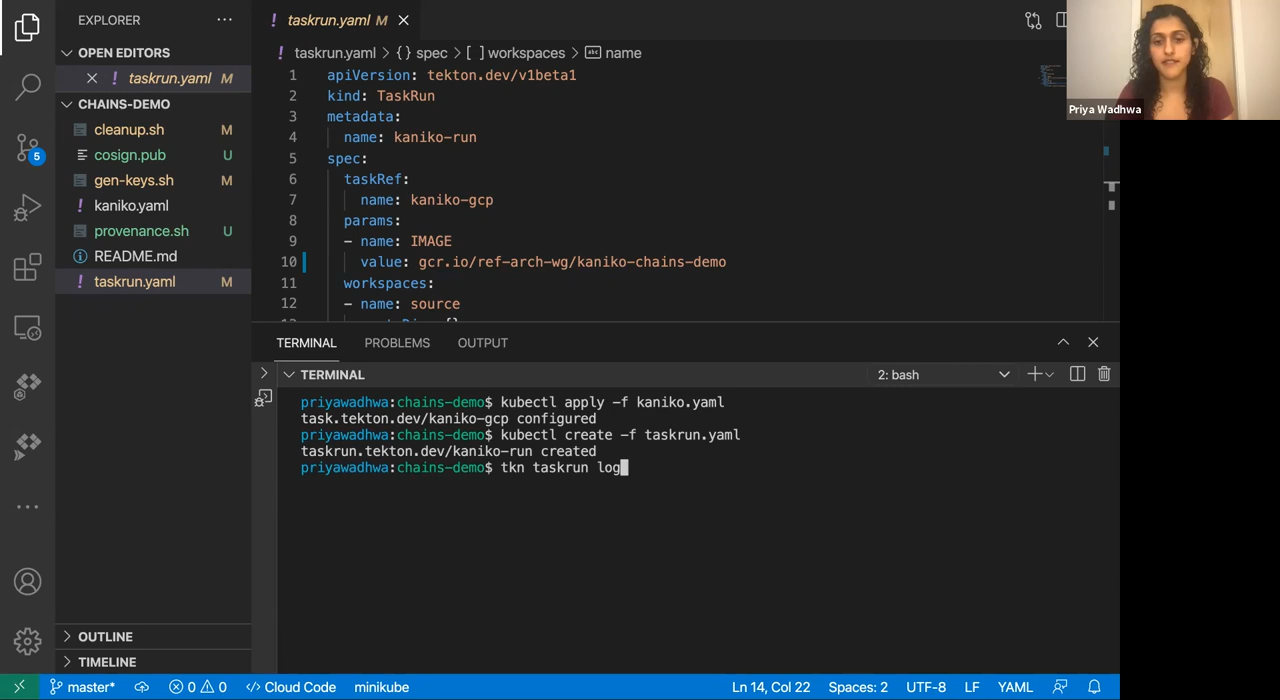 EXPLORER
OPEN EDITORS
! taskrun.yaml M
CHAINS-DEMO
cleanup.sh M
cosign.pub U
gen-keys.sh M
! kaniko.yaml
provenance.sh U
README.md
! taskrun.yaml M
5
OUTLINE
TIMELINE
! taskrun.yaml M
! taskrun.yaml > {} spec > [ ] workspaces > abc name
1 apiVersion: tekton.dev/v1beta1
2 kind: TaskRun
3 metadata:
4 name: kaniko-run
5 spec:
6 taskRef:
7 name: kaniko-gcp
8 params:
9 - name: IMAGE
10 value: gcr.io/ref-arch-wg/kaniko-chains-demo
11 workspaces:
12 - name: source
Priya Wadhwa
TERMINAL PROBLEMS OUTPUT
TERMINAL 2: bash
priyawadhwa:chains-demo$ kubectl apply -f kaniko.yaml
task.tekton.dev/kaniko-gcp configured
priyawadhwa:chains-demo$ kubectl create -f taskrun.yaml
taskrun.tekton.dev/kaniko-run created
priyawadhwa:chains-demo$ tkn taskrun log
master* 0 0 </> Cloud Code minikube Ln 14, Col 22 Spaces: 2 UTF-8 LF YAML